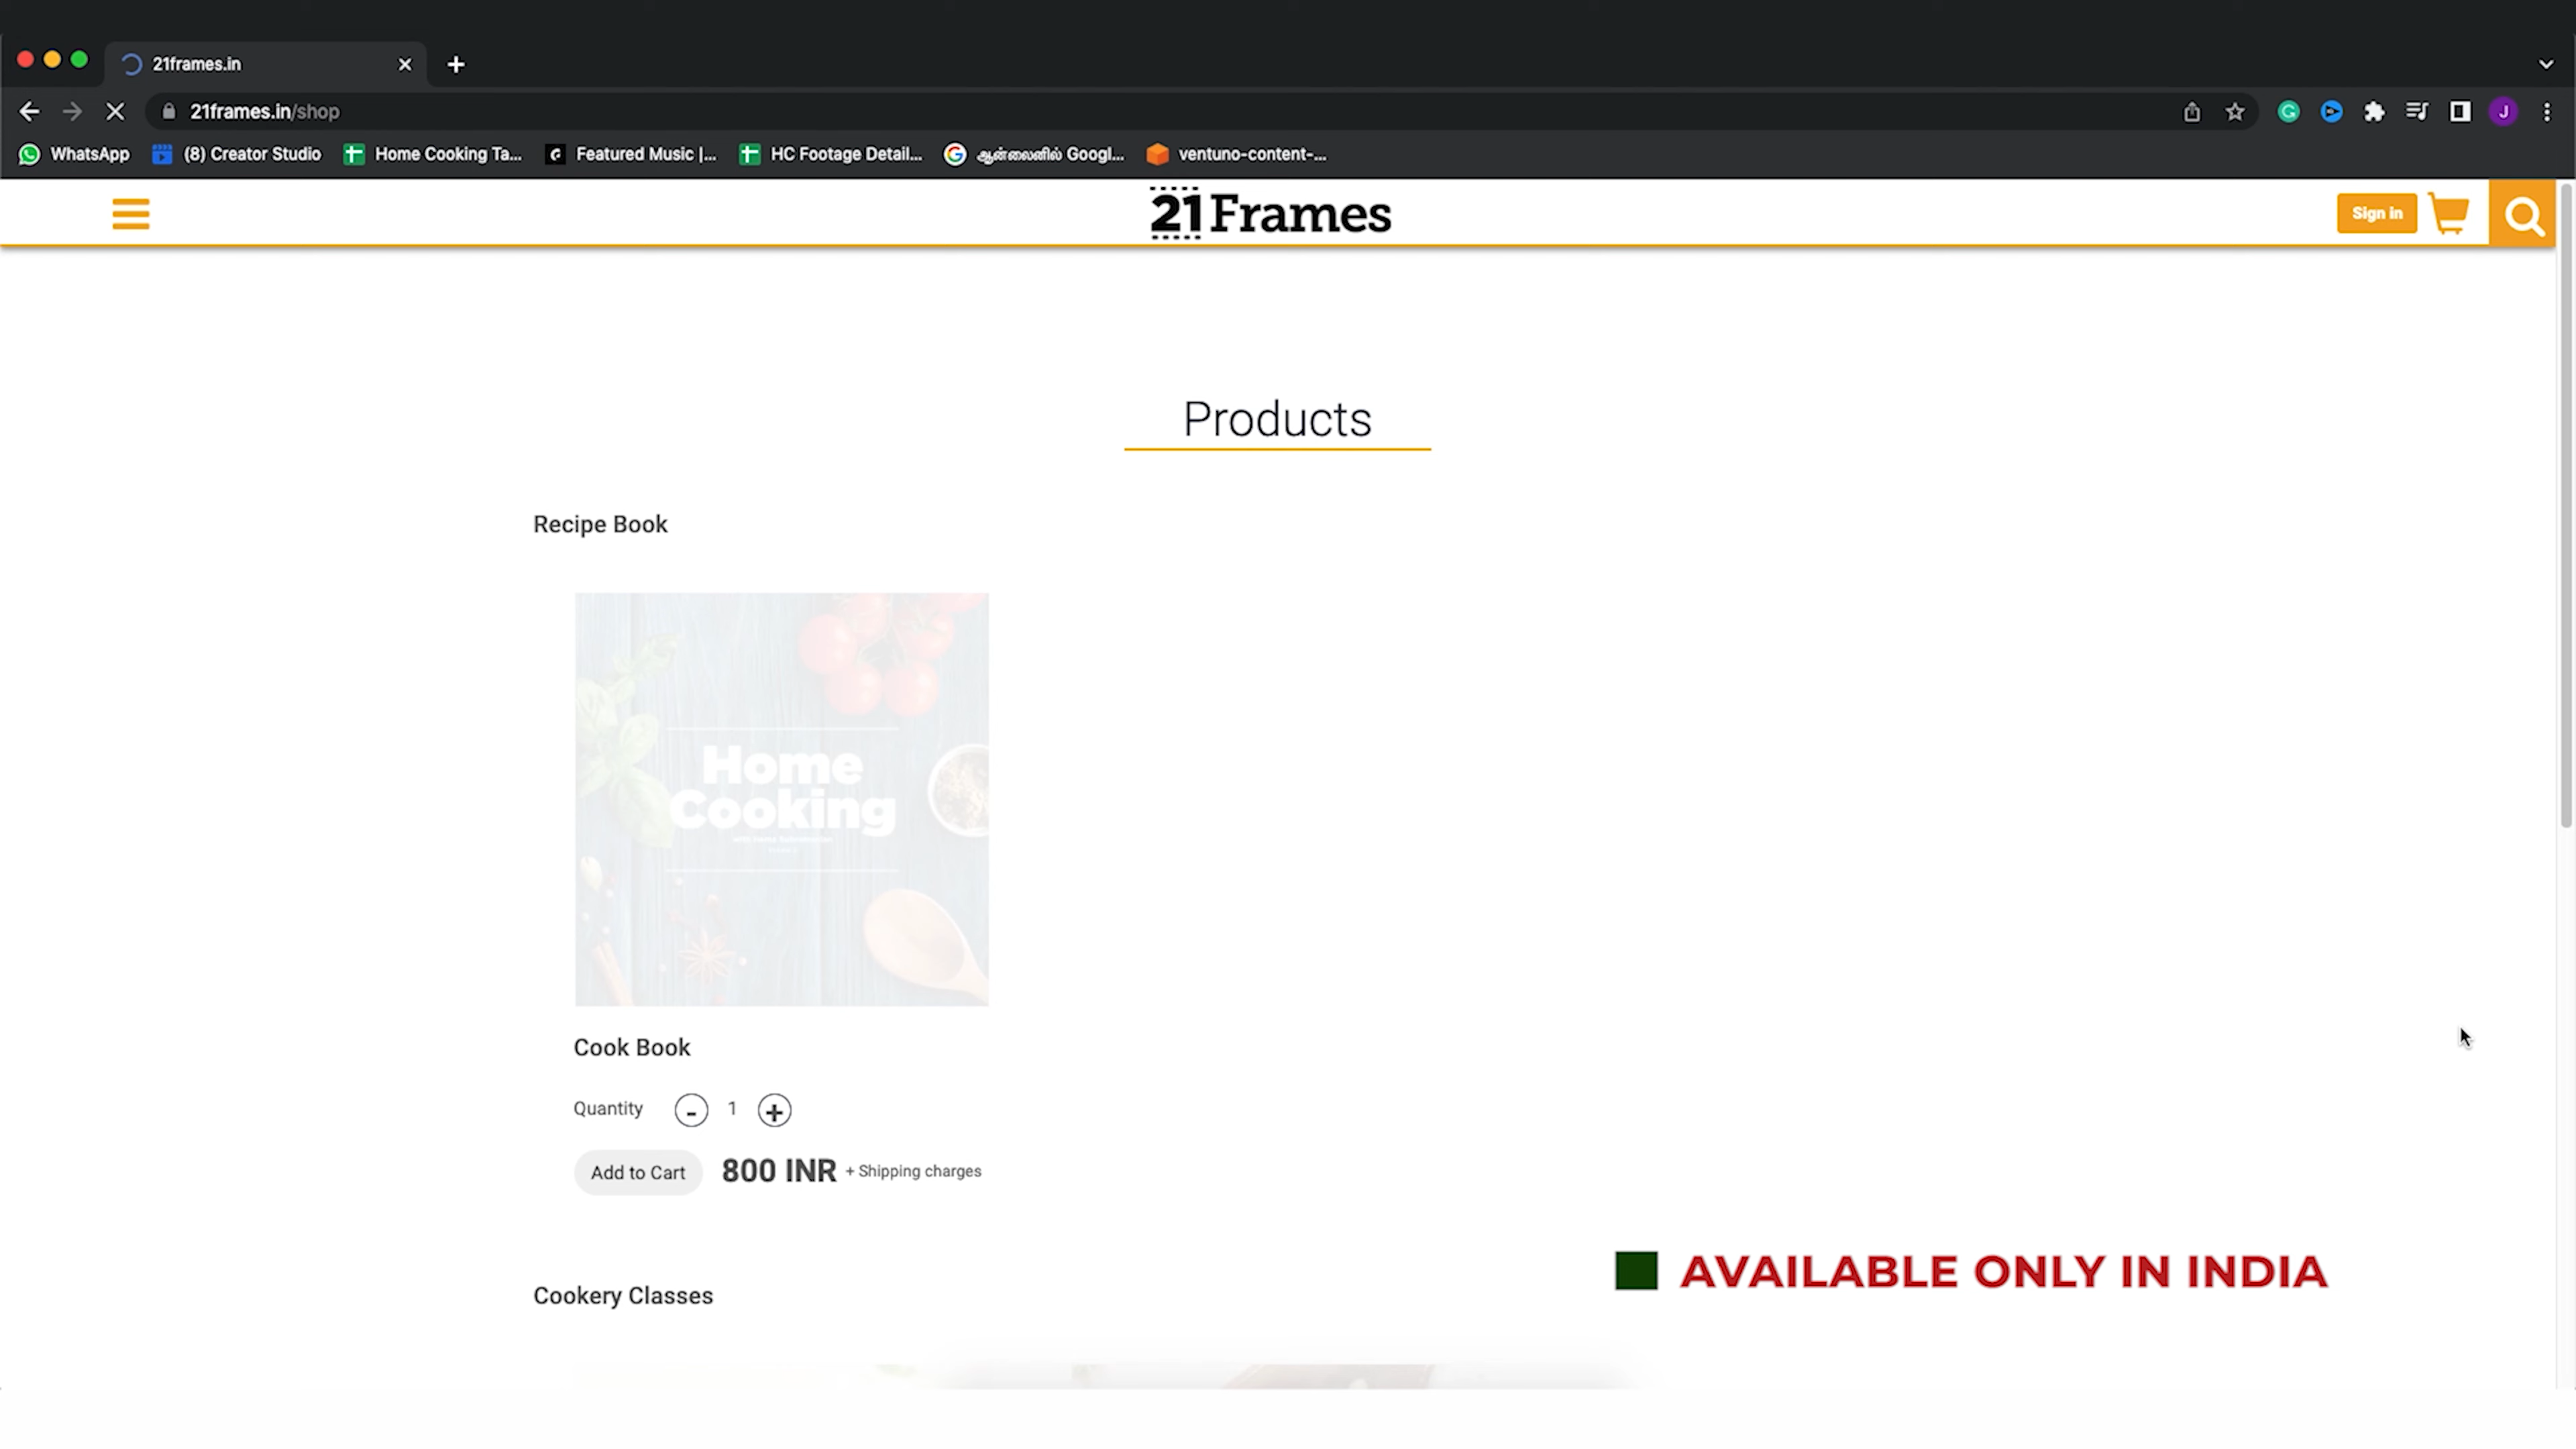 21frames.in
21frames.in/shop
J
WhatsApp
(8) Creator Studio
Home Cooking Ta...
Featured Music |...
HC Footage Detail...
ஆன்லைனில் Googl...
ventuno-content-...
21Frames
Sign in
Products
Recipe Book
Home
Cooking
Cook Book
Quantity - 1 +
Add to Cart 800 INR + Shipping charges
AVAILABLE ONLY IN INDIA
Cookery Classes